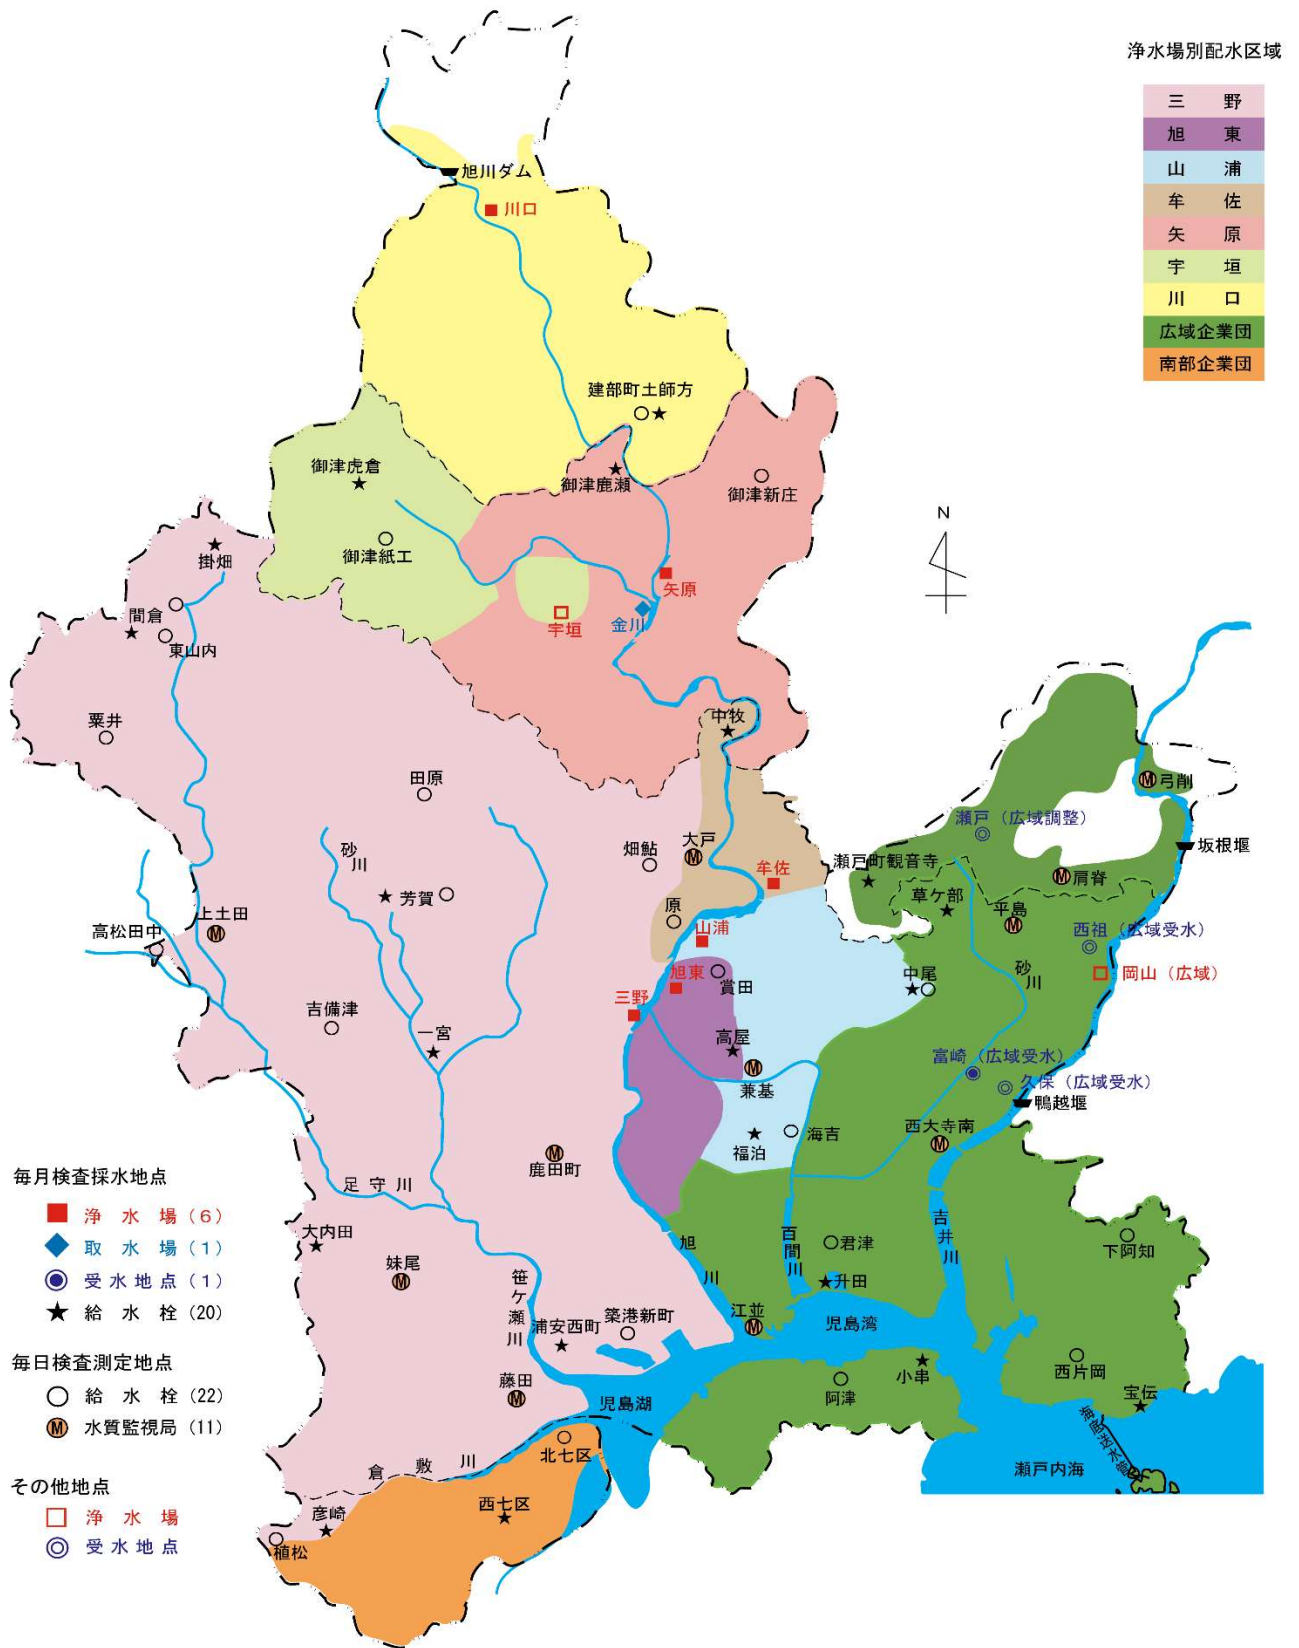 浄水場別配水区域
三　野
旭　東
山　浦
牟　佐
矢　原
宇　垣
川　口
広域企業団
南部企業団
旭川ダム
川口
建部町土師方
御津虎倉
御津鹿瀬
御津新庄
御津紙工
N
掛畑
矢原
間倉
宇垣
金川
東山内
粟井
中牧
田原
弓削
瀬戸（広域調整）
砂川
畑鮎
大戸
坂根堰
牟佐
瀬戸町観音寺
肩脊
芳賀
草ケ部
原
平島
上土田
高松田中
山浦
西祖（広域受水）
旭東
賞田
中尾
砂川
岡山（広域）
三野
吉備津
一宮
高屋
富崎（広域受水）
兼基
久保（広域受水）
鴨越堰
西大寺南
福泊
海吉
鹿田町
毎月検査採水地点
浄　水　場（６）
取　水　場（１）
受水地点（１）
給　水　栓（20）
足守川
大内田
妹尾
笹ケ瀬川
旭川
百間川
君津
吉井川
下阿知
升田
築港新町
浦安西町
江並
児島湾
毎日検査測定地点
給　水　栓（22）
水質監視局（11）
藤田
児島湖
阿津
小串
西片岡
宝伝
海底送水管
瀬戸内海
倉敷川
北七区
その他地点
浄　水　場
受水地点
彦崎
西七区
植松
M
M
M
M
M
M
M
M
M
M
M
M